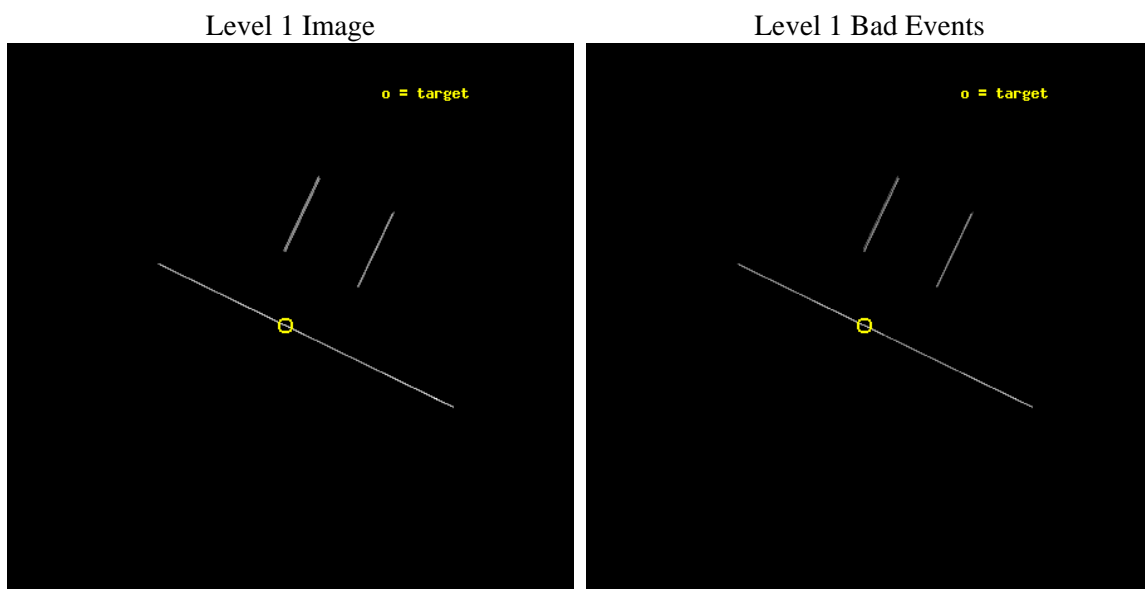 Level 1 Image
Level 1 Bad Events
o = target
o = target